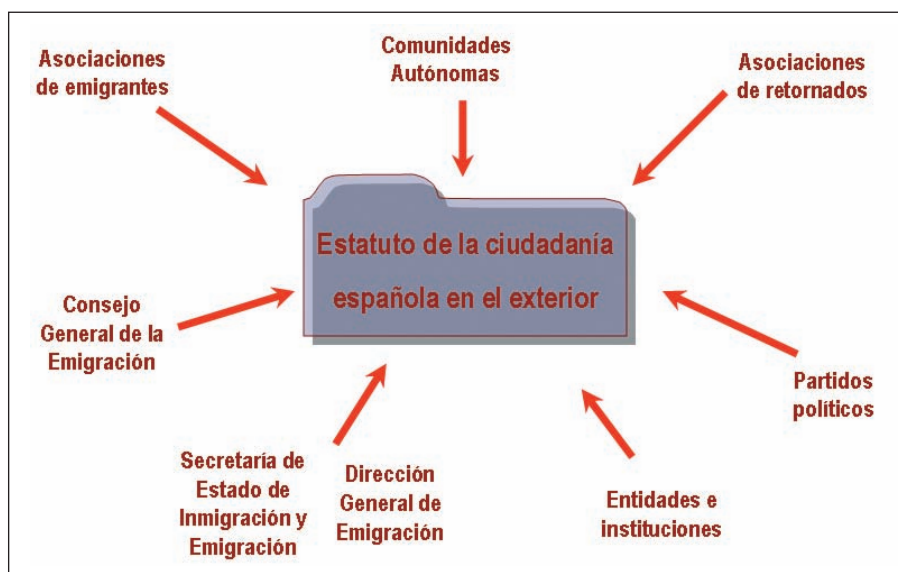 Asociaciones
de emigrantes
Comunidades
Autónomas
Asociaciones
de retornados
Estatuto de la ciudadanía
española en el exterior
Consejo
General de la
Emigración
Partidos
políticos
Secretaría de
Estado de
Inmigración y
Emigración
Dirección
General de
Emigración
Entidades e
instituciones